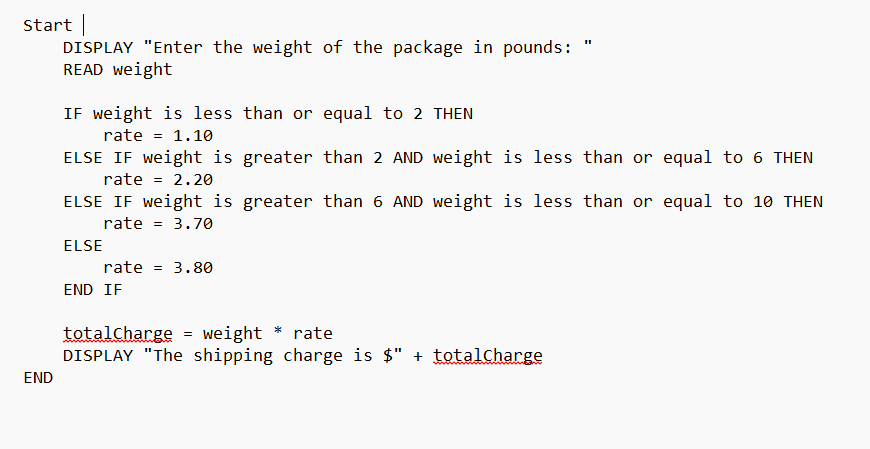 Start
    DISPLAY "Enter the weight of the package in pounds: "
    READ weight

    IF weight is less than or equal to 2 THEN
        rate = 1.10
    ELSE IF weight is greater than 2 AND weight is less than or equal to 6 THEN
        rate = 2.20
    ELSE IF weight is greater than 6 AND weight is less than or equal to 10 THEN
        rate = 3.70
    ELSE
        rate = 3.80
    END IF

    totalCharge = weight * rate
    DISPLAY "The shipping charge is $" + totalCharge
END